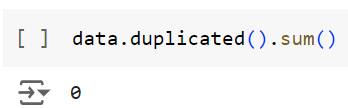 [ ] data.duplicated().sum()
0